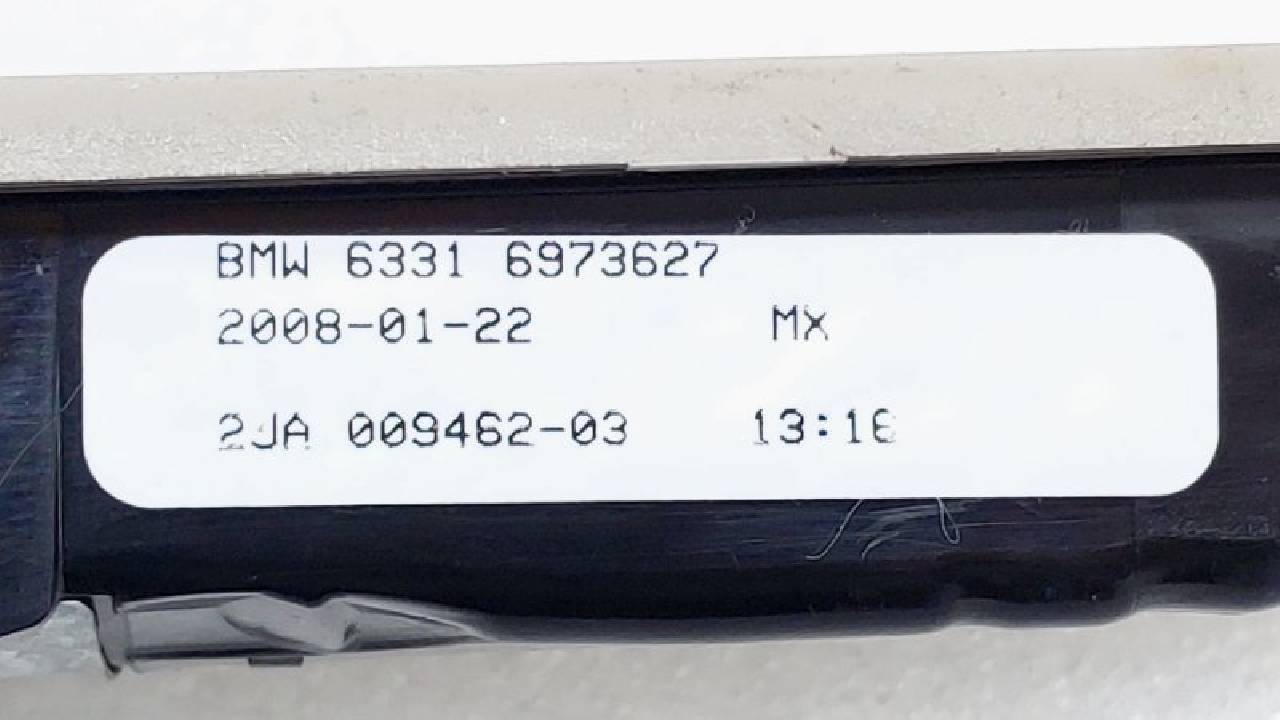 BMW 6331 6973627
2008-01-22 MX
2JA 009462-03 13:16